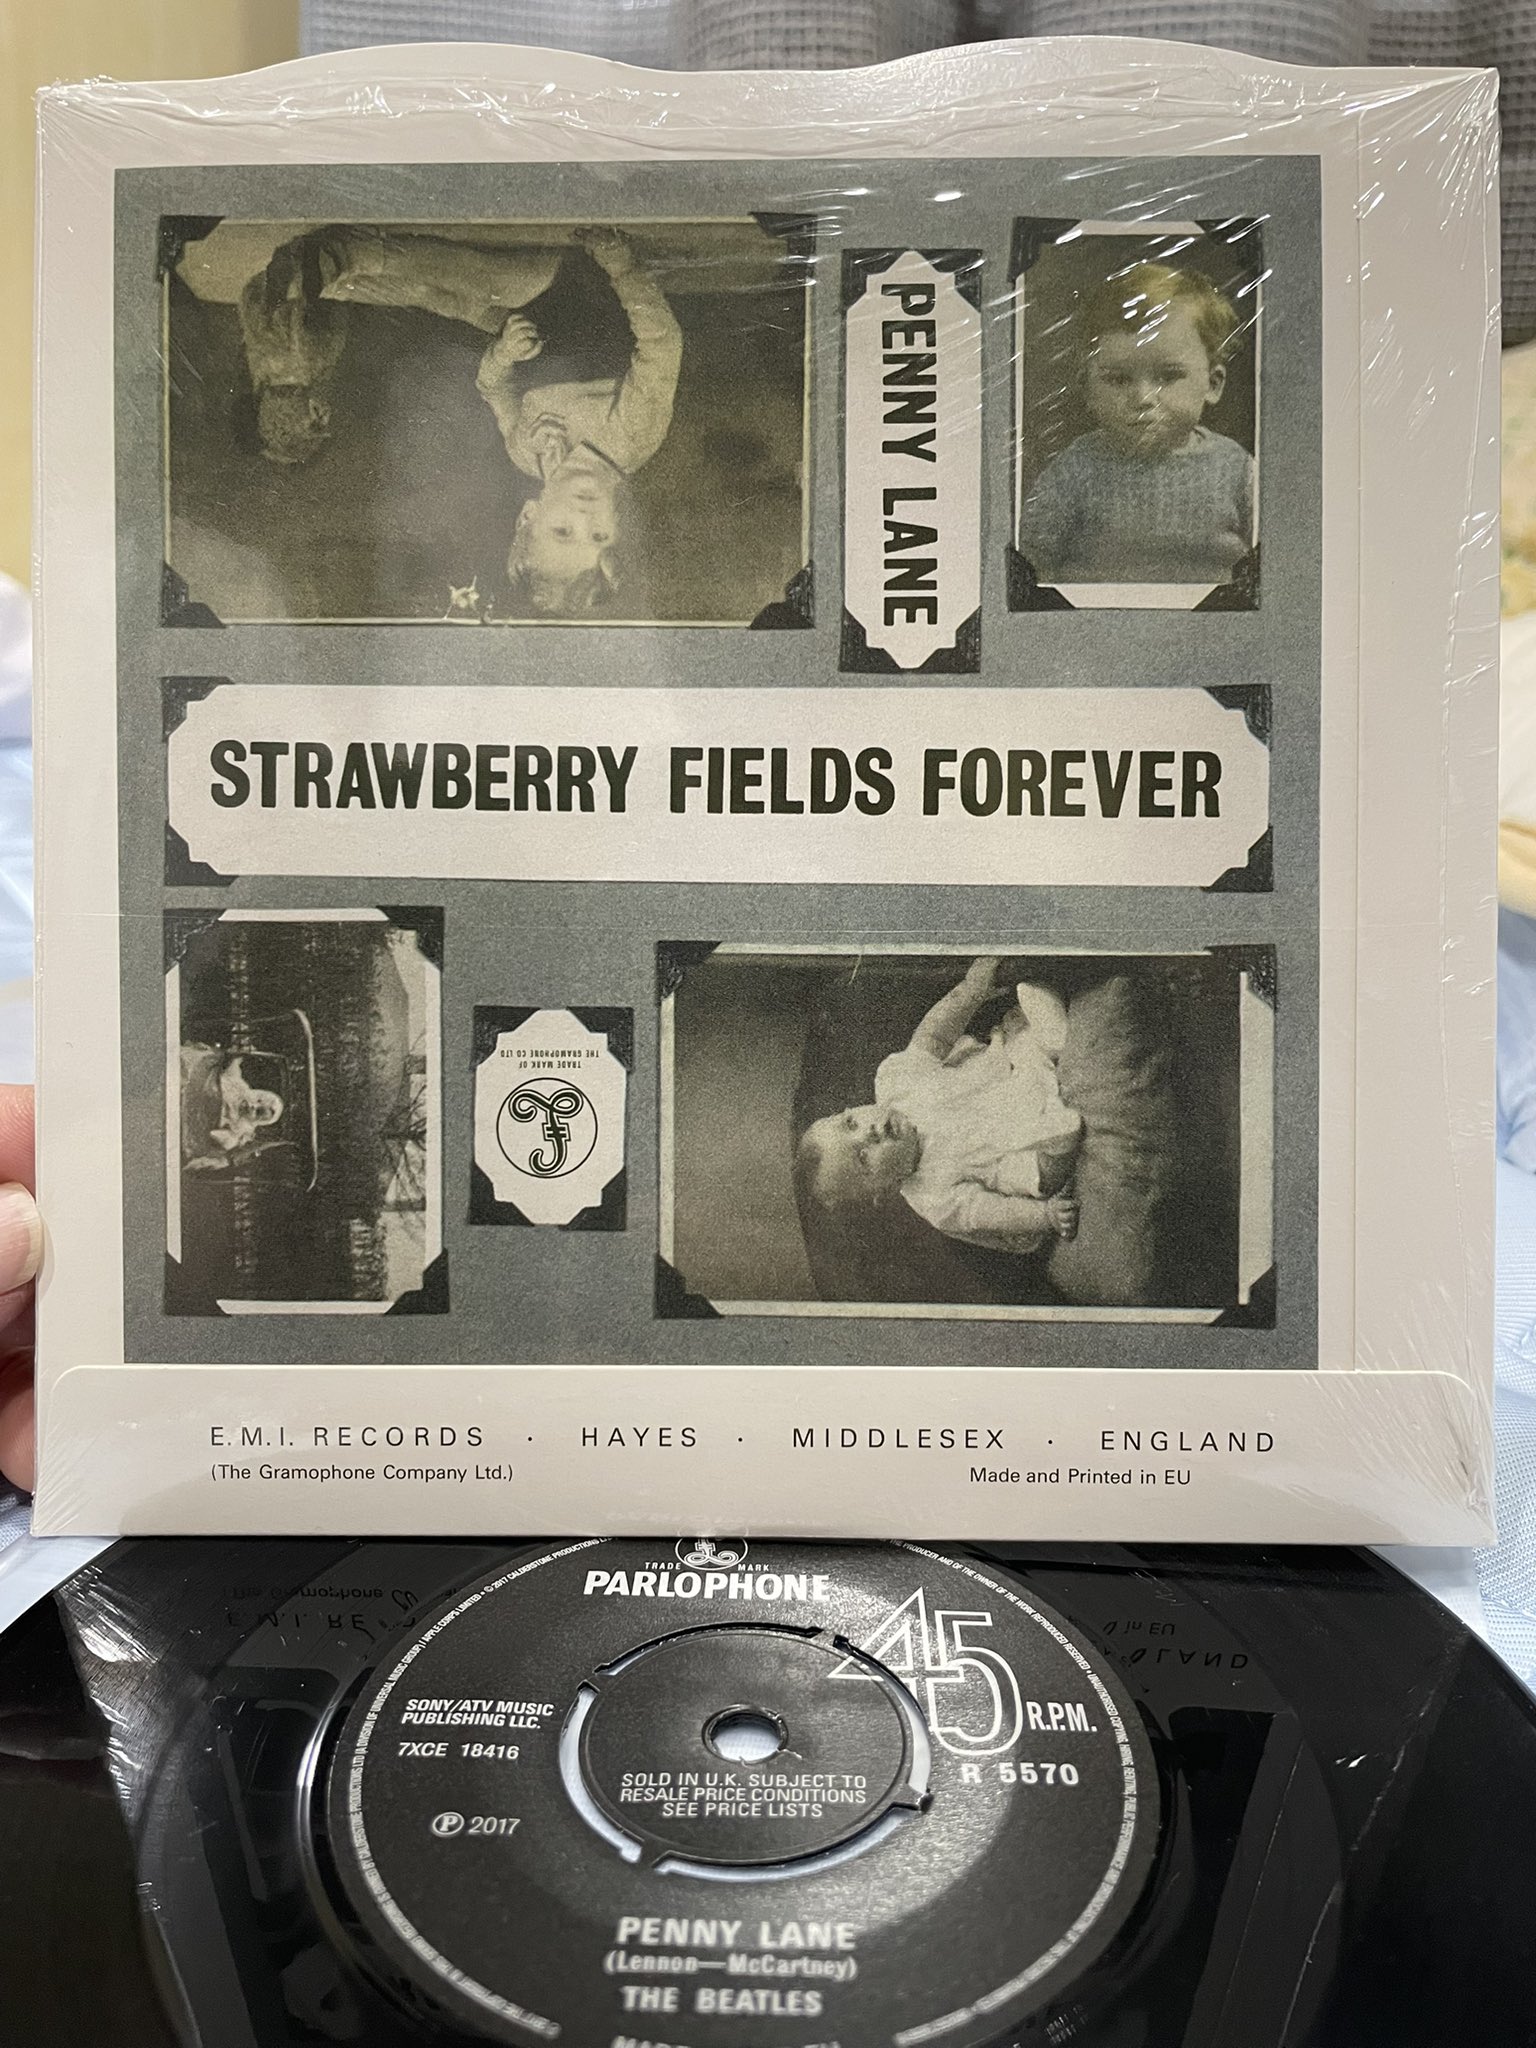 PENNY LANE
STRAWBERRY FIELDS FOREVER
TRADE MARK OF
THE GRAMOPHONE CO LTD
E.M.I. RECORDS · HAYES · MIDDLESEX · ENGLAND
(The Gramophone Company Ltd.) Made and Printed in EU
TRADE MARK
PARLOPHONE
45 R.P.M.
SONY/ATV MUSIC
PUBLISHING LLC.
7XCE 18416
R 5570
SOLD IN U.K. SUBJECT TO
RESALE PRICE CONDITIONS
SEE PRICE LISTS
℗ 2017
PENNY LANE
(Lennon—McCartney)
THE BEATLES